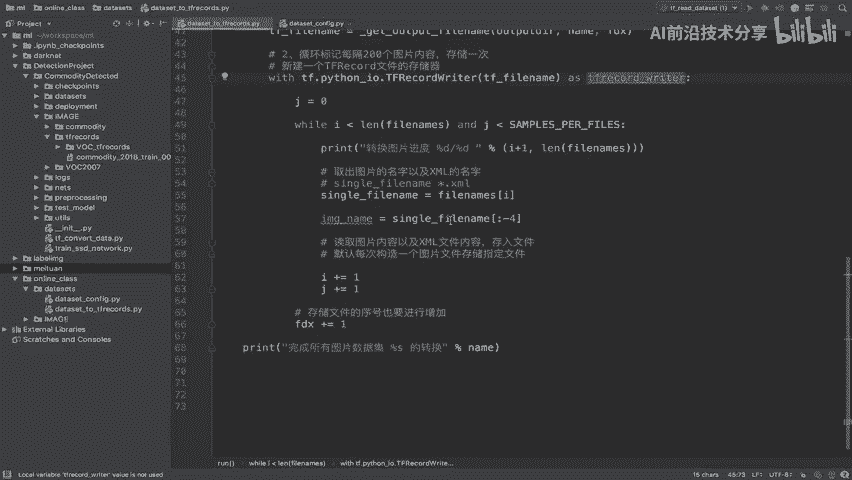 ml
online_class
datasets
dataset_to_tfrecords.py
tf_read_dataset (1)
Project
dataset_to_tfrecords.py
dataset_config.py
AI前沿技术分享
bilibili
ml ~/workspace/ml
.ipynb_checkpoints
darknet
DetectionProject
CommodityDetected
checkpoints
datasets
deployment
IMAGE
commodity
tfrecords
VOC_tfrecords
commodity_2018_train_00
VOC2007
logs
nets
preprocessing
test_model
utils
__init__.py
tf_convert_data.py
train_ssd_network.py
labelimg
meituan
online_class
datasets
dataset_config.py
dataset_to_tfrecords.py
IMAGE
External Libraries
Scratches and Consoles
41 tf_filename = _get_output_filename(outputdir, name, fdx)
42
43 # 2、循环标记每隔200个图片内容，存储一次
44 # 新建一个TFRecord文件的存储器
45 with tf.python_io.TFRecordWriter(tf_filename) as tfrecord_writer:
46
47 j = 0
48
49 while i < len(filenames) and j < SAMPLES_PER_FILES:
50
51 print("转换图片进度 %d/%d " % (i+1, len(filenames)))
52
53 # 取出图片的名字以及XML的名字
54 # single_filename *.xml
55 single_filename = filenames[i]
56
57 img_name = single_filename[:-4]
58
59 # 读取图片内容以及XML文件内容，存入文件
60 # 默认每次构造一个图片文件存储指定文件
61
62 i += 1
63 j += 1
64
65 # 存储文件的序号也要进行增加
66 fdx += 1
67
68 print("完成所有图片数据集 %s 的转换" % name)
69
70
71
72
73
run()
while i < len(filenames)
with tf.python_io.TFRecordWrite...
Local variable 'tfrecord_writer' value is not used
15 chars
45:73
LF
UTF-8